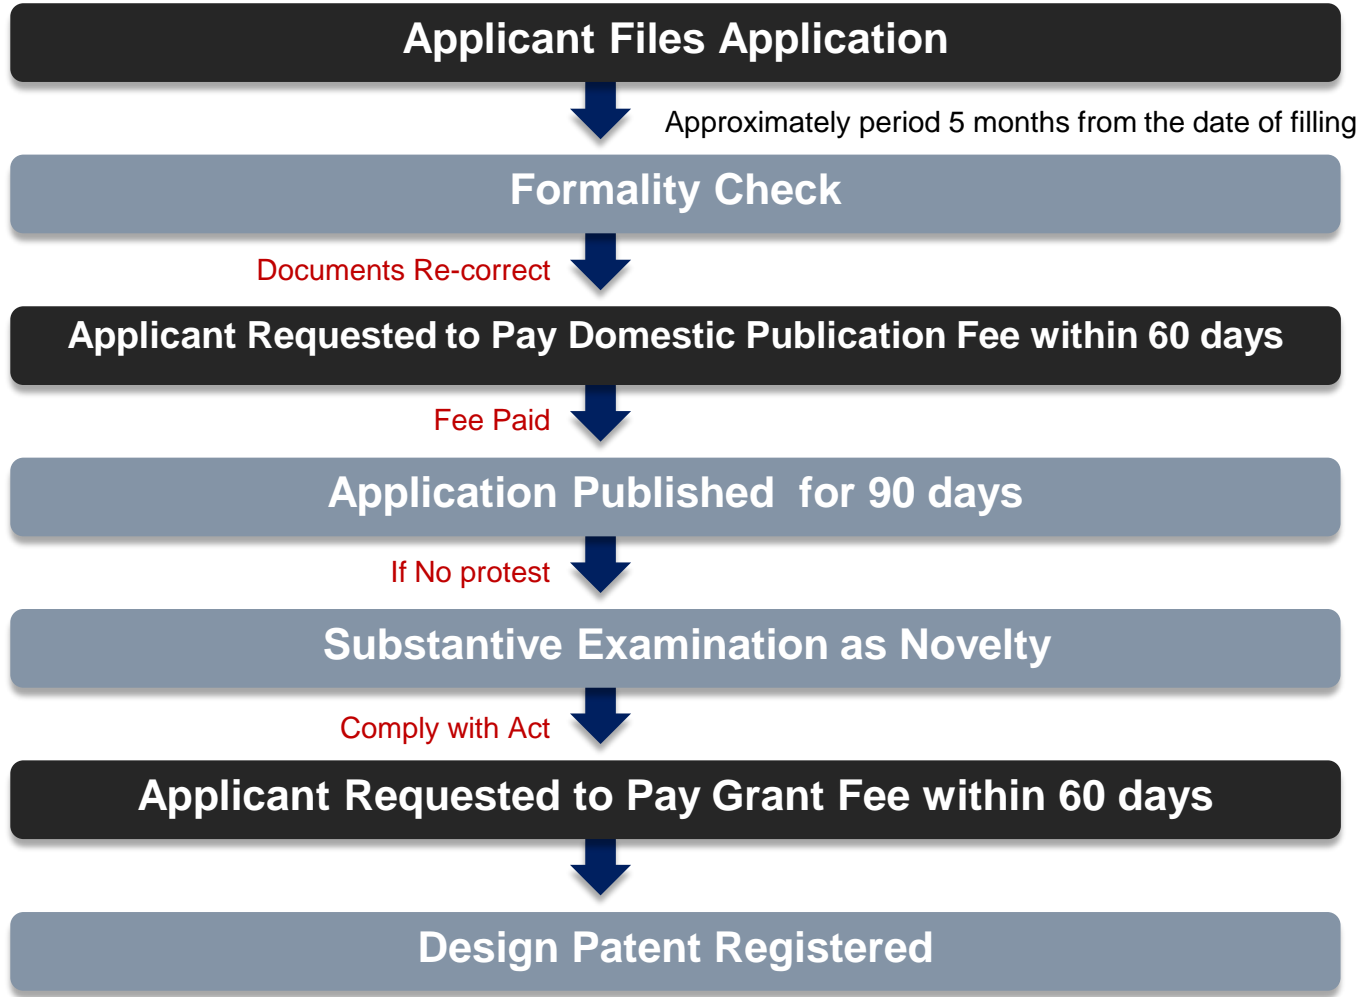 Applicant Files Application
Approximately period 5 months from the date of filling
Formality Check
Documents Re-correct
Applicant Requested to Pay Domestic Publication Fee within 60 days
Fee Paid
Application Published for 90 days
If No protest
Substantive Examination as Novelty
Comply with Act
Applicant Requested to Pay Grant Fee within 60 days
Design Patent Registered